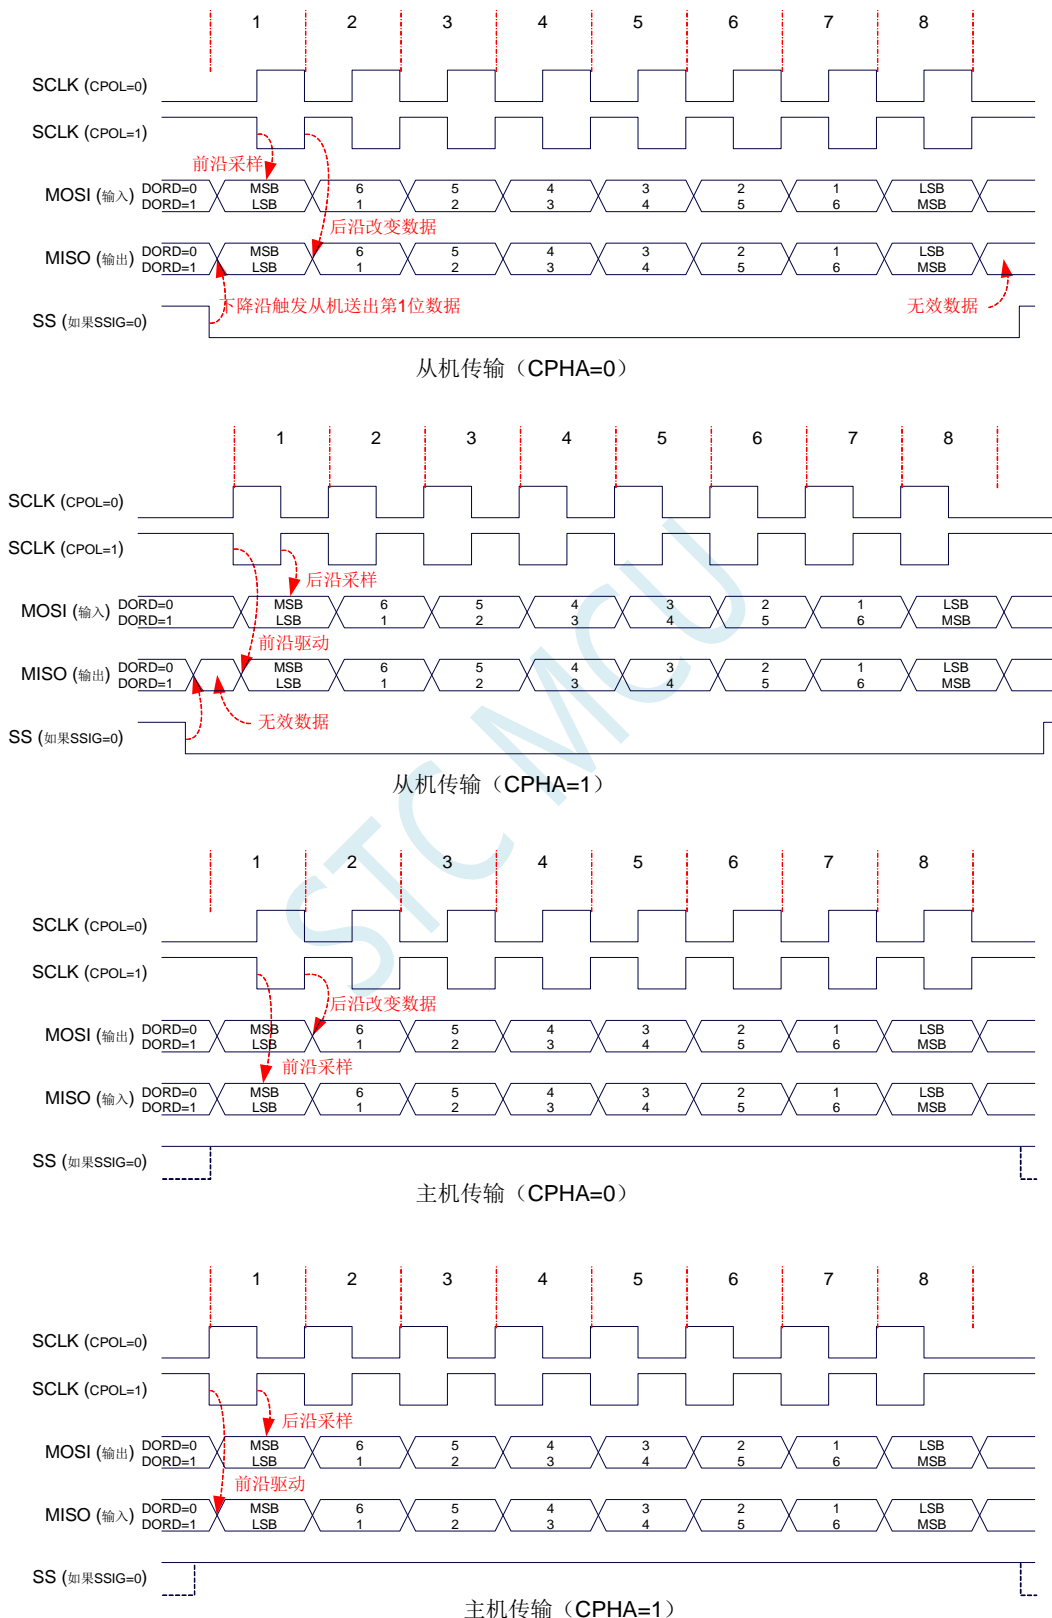 1 2 3 4 5 6 7 8
SCLK (CPOL=0)
SCLK (CPOL=1)
前沿采样
MOSI (输入) DORD=0 MSB 6 5 4 3 2 1 LSB
DORD=1 LSB 1 2 3 4 5 6 MSB
后沿改变数据
MISO (输出) DORD=0 MSB 6 5 4 3 2 1 LSB
DORD=1 LSB 1 2 3 4 5 6 MSB
SS (如果SSIG=0) 下降沿触发从机送出第1位数据 无效数据
从机传输（CPHA=0）
1 2 3 4 5 6 7 8
SCLK (CPOL=0)
SCLK (CPOL=1)
后沿采样
MOSI (输入) DORD=0 MSB 6 5 4 3 2 1 LSB
DORD=1 LSB 1 2 3 4 5 6 MSB
前沿驱动
MISO (输出) DORD=0 MSB 6 5 4 3 2 1 LSB
DORD=1 LSB 1 2 3 4 5 6 MSB
无效数据
SS (如果SSIG=0)
从机传输（CPHA=1）
STC MCU
1 2 3 4 5 6 7 8
SCLK (CPOL=0)
SCLK (CPOL=1)
后沿改变数据
MOSI (输出) DORD=0 MSB 6 5 4 3 2 1 LSB
DORD=1 LSB 1 2 3 4 5 6 MSB
前沿采样
MISO (输入) DORD=0 MSB 6 5 4 3 2 1 LSB
DORD=1 LSB 1 2 3 4 5 6 MSB
SS (如果SSIG=0)
主机传输（CPHA=0）
1 2 3 4 5 6 7 8
SCLK (CPOL=0)
SCLK (CPOL=1)
后沿采样
MOSI (输出) DORD=0 MSB 6 5 4 3 2 1 LSB
DORD=1 LSB 1 2 3 4 5 6 MSB
前沿驱动
MISO (输入) DORD=0 MSB 6 5 4 3 2 1 LSB
DORD=1 LSB 1 2 3 4 5 6 MSB
SS (如果SSIG=0)
主机传输（CPHA=1）